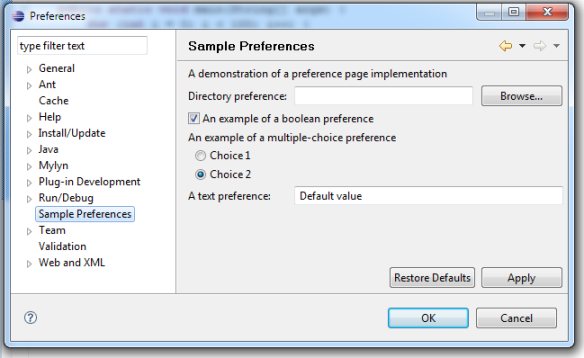 Preferences
type filter text
General
Ant
Cache
Help
Install/Update
Java
Mylyn
Plug-in Development
Run/Debug
Sample Preferences
Team
Validation
Web and XML
Sample Preferences
A demonstration of a preference page implementation
Directory preference: Browse...
An example of a boolean preference
An example of a multiple-choice preference
Choice 1
Choice 2
A text preference: Default value
Restore Defaults Apply
? OK Cancel